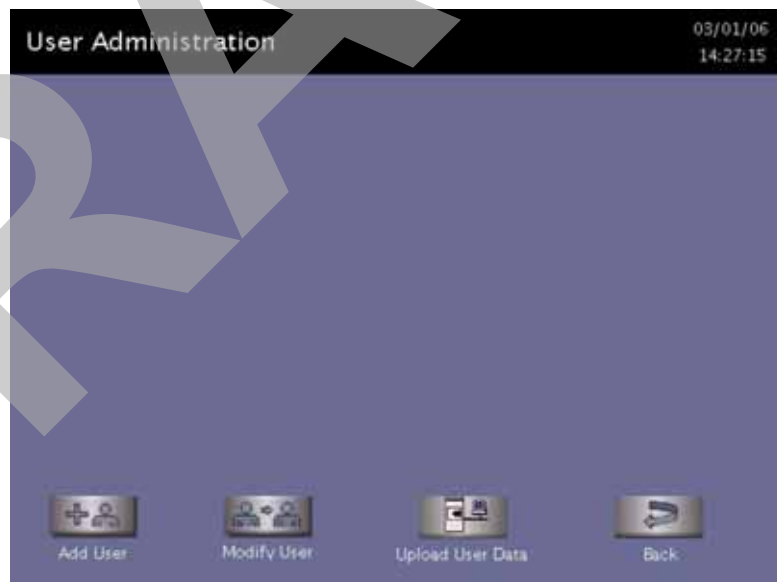 User Administration
03/01/06
14:27:15
Add User
Modify User
Upload User Data
Back